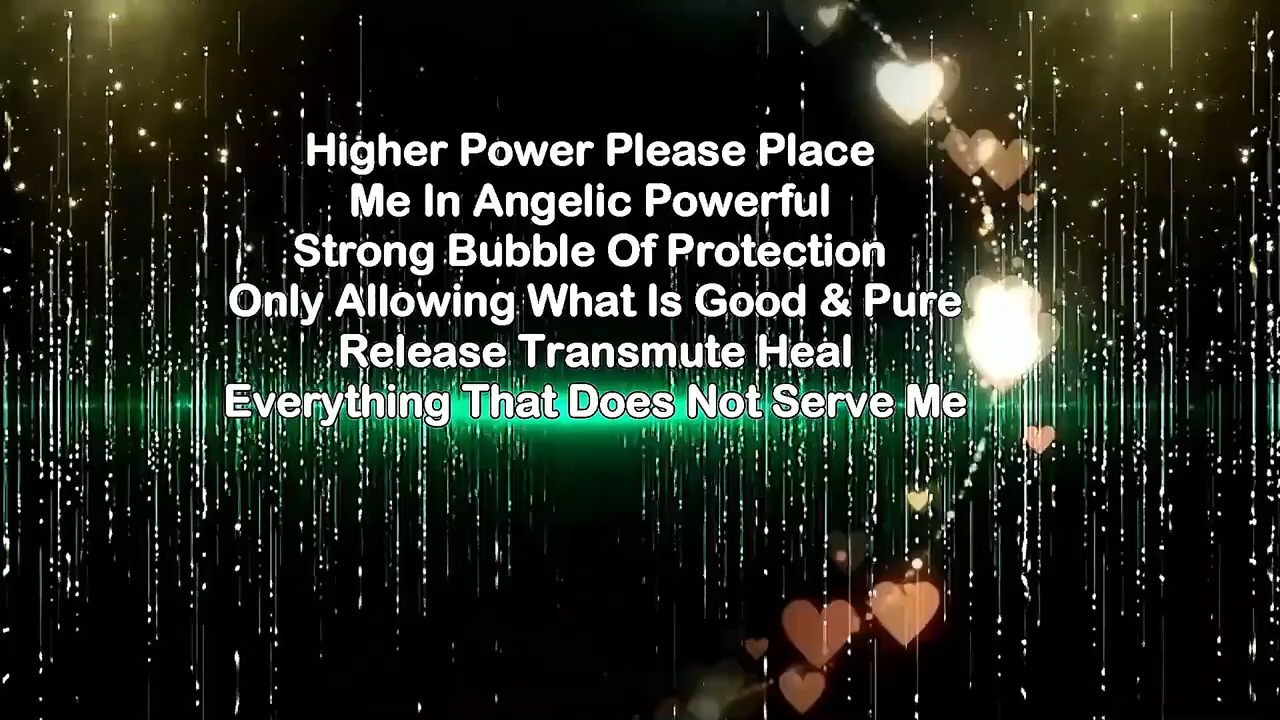 Higher Power Please Place
Me In Angelic Powerful
Strong Bubble Of Protection
Only Allowing What Is Good & Pure
Release Transmute Heal
Everything That Does Not Serve Me